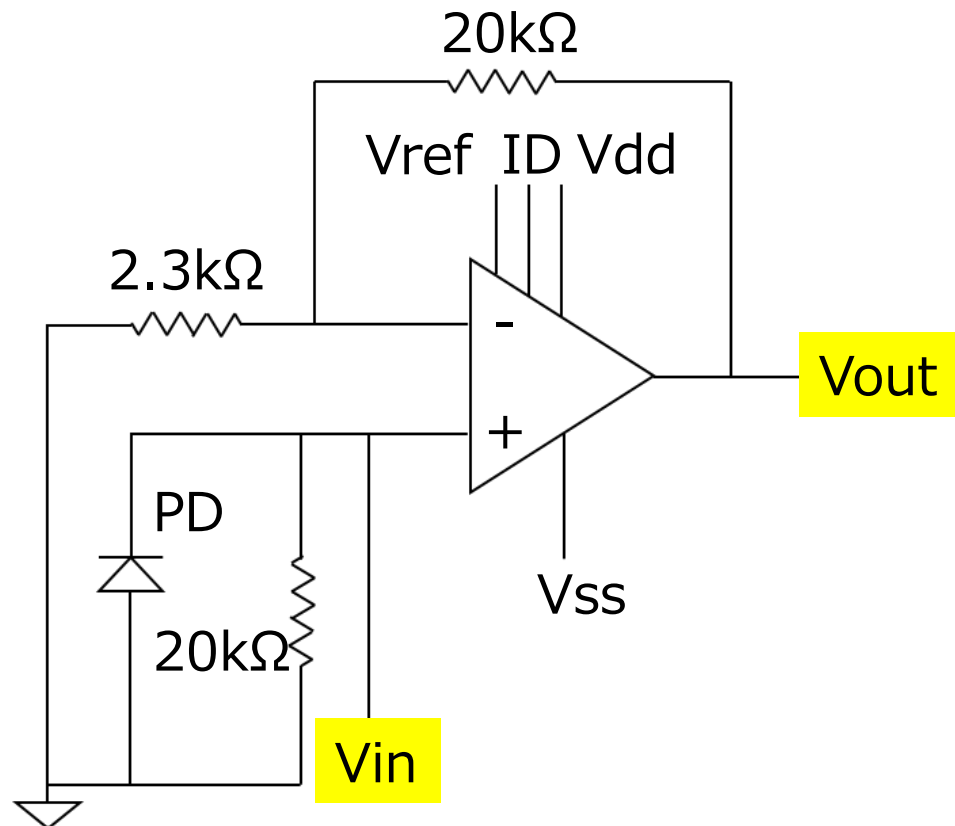 20kΩ
Vref ID Vdd
2.3kΩ
-
Vout
+
PD
Vss
20kΩ
Vin